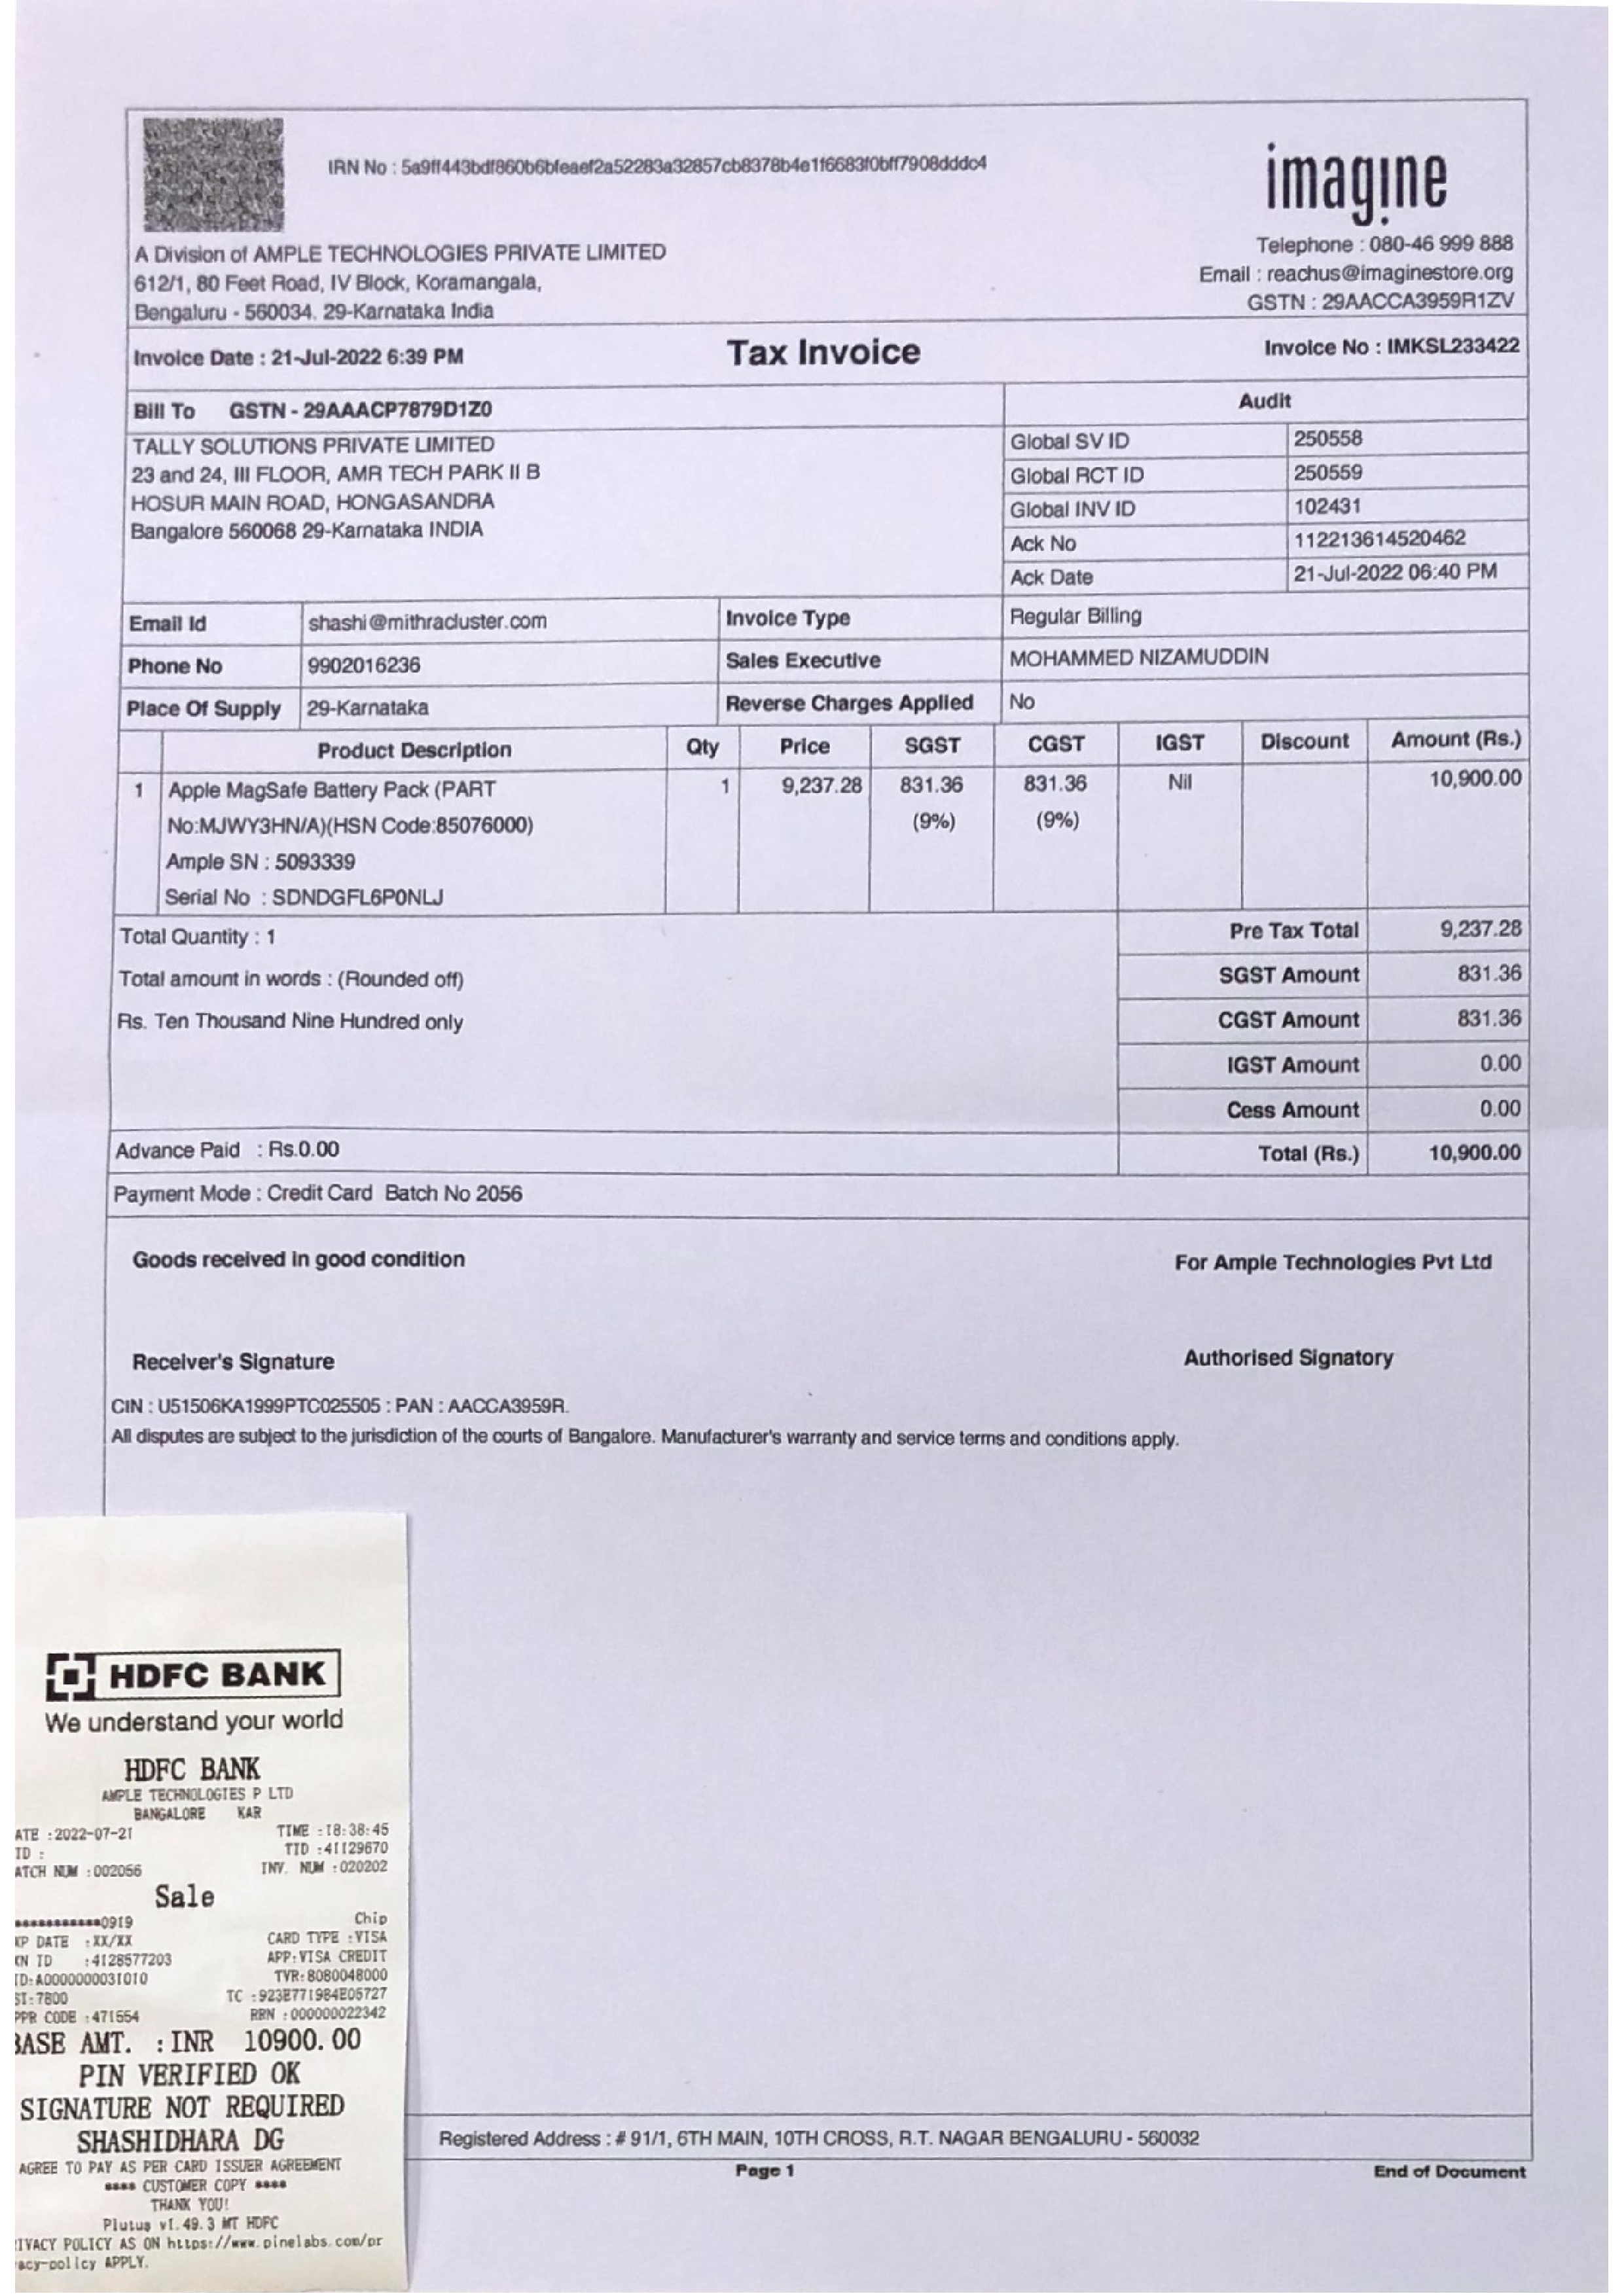 IRN No : 5a9ff443bdf860b6bfeaef2a52283a32857cb8378b4e1f6683f0bff7908dddc4
imagine
A Division of AMPLE TECHNOLOGIES PRIVATE LIMITED
612/1, 80 Feet Road, IV Block, Koramangala,
Bengaluru - 560034. 29-Karnataka India
Telephone : 080-46 999 888
Email : reachus@imaginestore.org
GSTN : 29AACCA3959R1ZV
Invoice Date : 21-Jul-2022 6:39 PM
Tax Invoice
Invoice No : IMKSL233422
Bill To GSTN - 29AAACP7879D1Z0
TALLY SOLUTIONS PRIVATE LIMITED
23 and 24, III FLOOR, AMR TECH PARK II B
HOSUR MAIN ROAD, HONGASANDRA
Bangalore 560068 29-Karnataka INDIA
Audit
Global SV ID 250558
Global RCT ID 250559
Global INV ID 102431
Ack No 112213614520462
Ack Date 21-Jul-2022 06:40 PM
Email Id shashi@mithracluster.com Invoice Type Regular Billing
Phone No 9902016236 Sales Executive MOHAMMED NIZAMUDDIN
Place Of Supply 29-Karnataka Reverse Charges Applied No
Product Description Qty Price SGST CGST IGST Discount Amount (Rs.)
1 Apple MagSafe Battery Pack (PART 1 9,237.28 831.36 831.36 Nil 10,900.00
No:MJWY3HN/A)(HSN Code:85076000) (9%) (9%)
Ample SN : 5093339
Serial No : SDNDGFL6P0NLJ
Total Quantity : 1
Total amount in words : (Rounded off)
Rs. Ten Thousand Nine Hundred only
Pre Tax Total 9,237.28
SGST Amount 831.36
CGST Amount 831.36
IGST Amount 0.00
Cess Amount 0.00
Advance Paid : Rs.0.00
Total (Rs.) 10,900.00
Payment Mode : Credit Card Batch No 2056
Goods received in good condition
For Ample Technologies Pvt Ltd
Receiver's Signature
Authorised Signatory
CIN : U51506KA1999PTC025505 : PAN : AACCA3959R.
All disputes are subject to the jurisdiction of the courts of Bangalore. Manufacturer's warranty and service terms and conditions apply.
HDFC BANK
We understand your world
HDFC BANK
AMPLE TECHNOLOGIES P LTD
BANGALORE KAR
ATE :2022-07-21 TIME :18:38:45
ID : TID :41129670
ATCH NUM :002056 INV. NUM :020202
Sale
************0919 Chip
XP DATE :XX/XX CARD TYPE :VISA
XN ID :4128577203 APP:VISA CREDIT
ID:A0000000031010 TVR:8080048000
SI:7800 TC :923E771984E05727
PPR CODE :471554 RRN :000000022342
BASE AMT. :INR 10900.00
PIN VERIFIED OK
SIGNATURE NOT REQUIRED
SHASHIDHARA DG
AGREE TO PAY AS PER CARD ISSUER AGREEMENT
**** CUSTOMER COPY ****
THANK YOU!
Plutus v1.49.3 MT HDFC
IVACY POLICY AS ON https://www.pinelabs.com/pr
acy-policy APPLY.
Registered Address : # 91/1, 6TH MAIN, 10TH CROSS, R.T. NAGAR BENGALURU - 560032
Page 1
End of Document